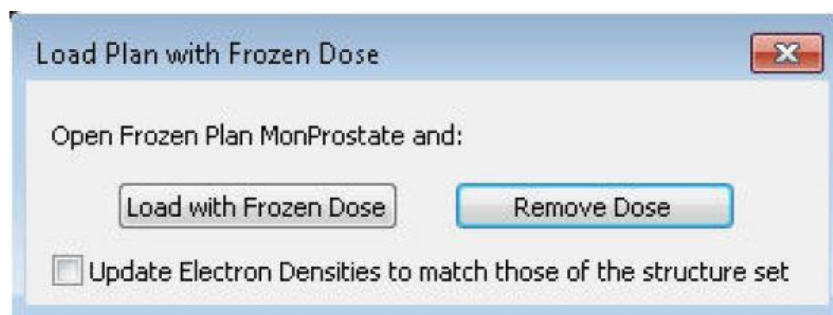 Load Plan with Frozen Dose
Open Frozen Plan MonProstate and:
Load with Frozen Dose
Remove Dose
Update Electron Densities to match those of the structure set